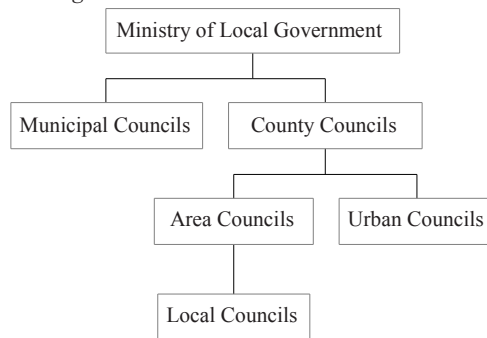 Ministry of Local Government
Municipal Councils
County Councils
Area Councils
Urban Councils
Local Councils